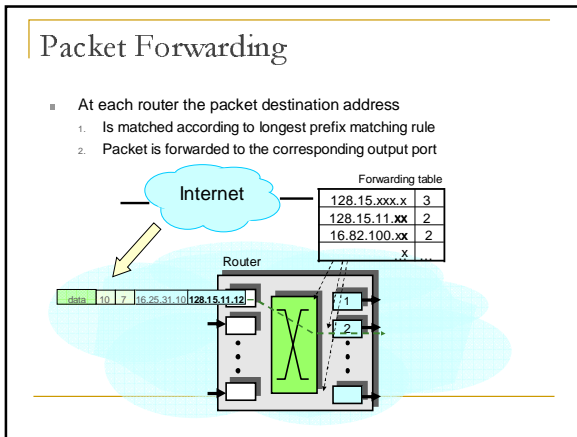 Packet Forwarding
At each router the packet destination address
1. Is matched according to longest prefix matching rule
2. Packet is forwarded to the corresponding output port
Internet
Forwarding table
128.15.xxx.x 3
128.15.11.xx 2
16.82.100.xx 2
...x ...
Router
data 10 7 16.25.31.10 128.15.11.12
1
2